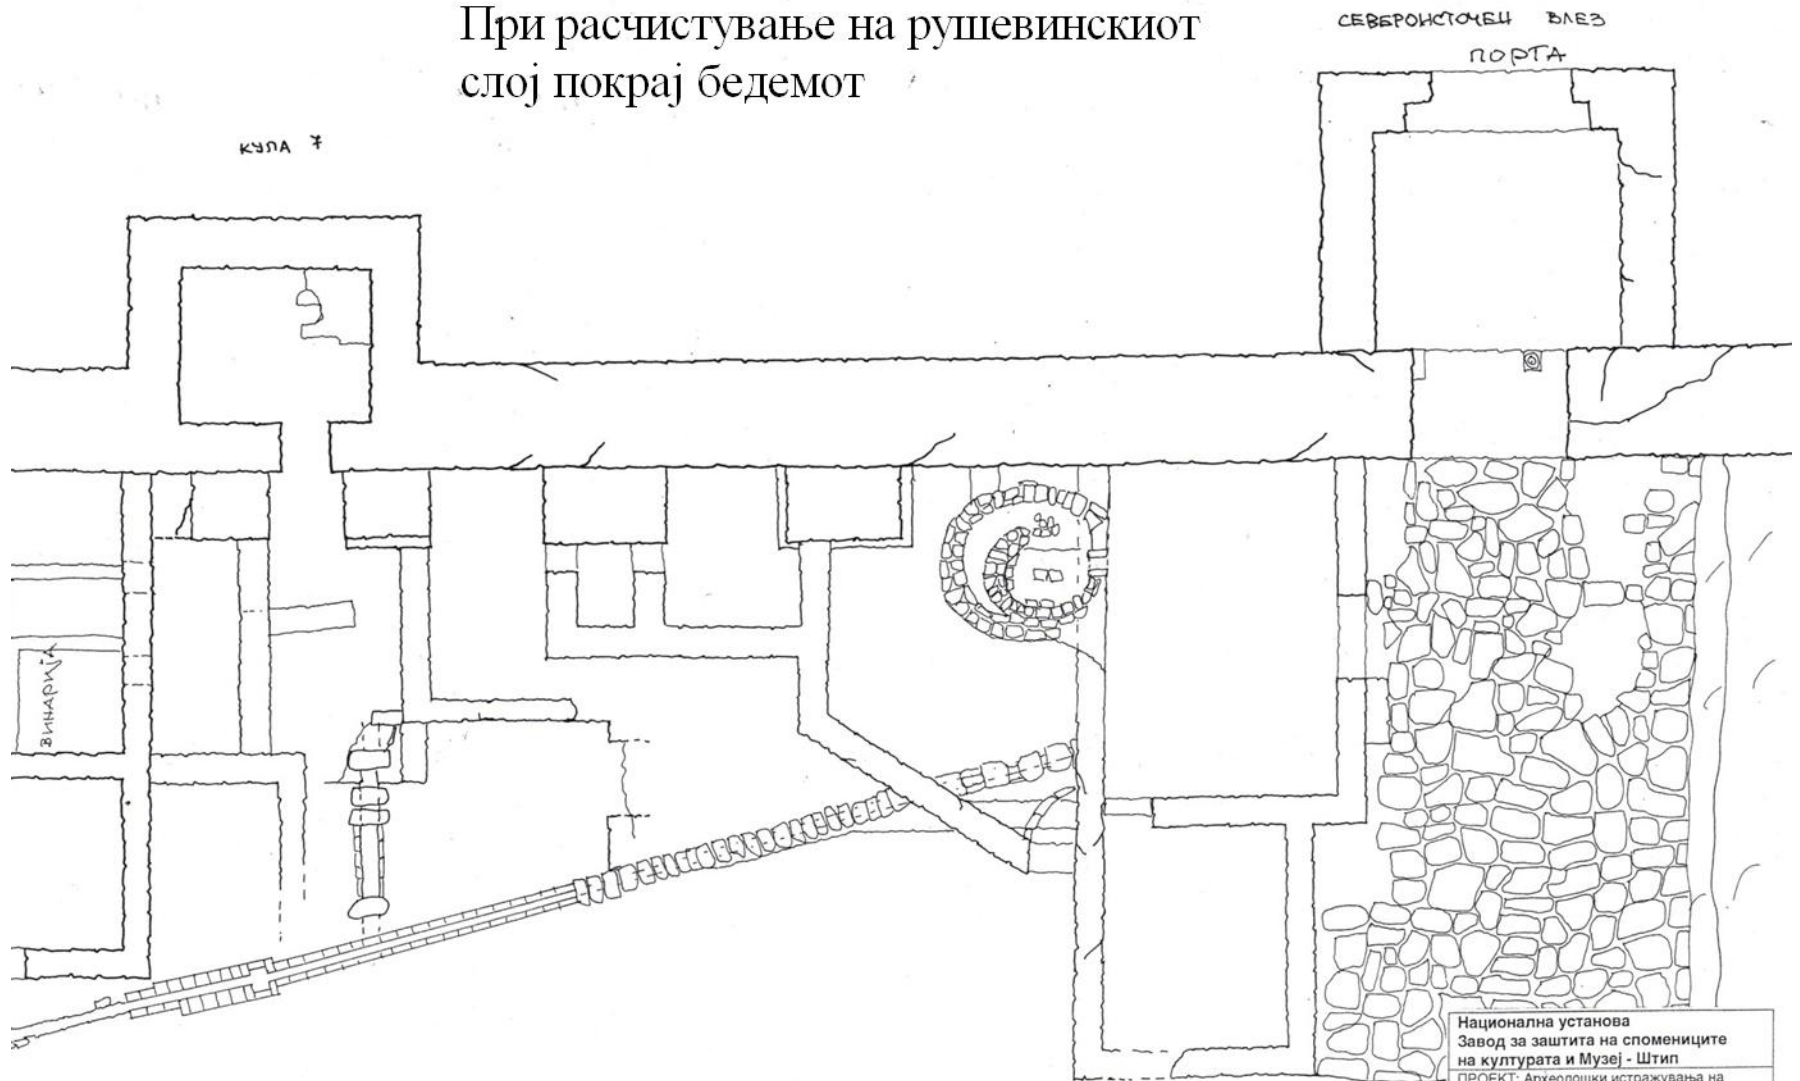 При расчистување на рушевинскиот
слој покрај бедемот
СЕВЕРОИСТОЧЕН ВЛЕЗ
ПОРТА
КУЛА 7
ВИНАРИЈА
Национална установа
Завод за заштита на спомениците
на културата и Музеј - Штип
ПРОЕКТ: Археолошки истражувања на